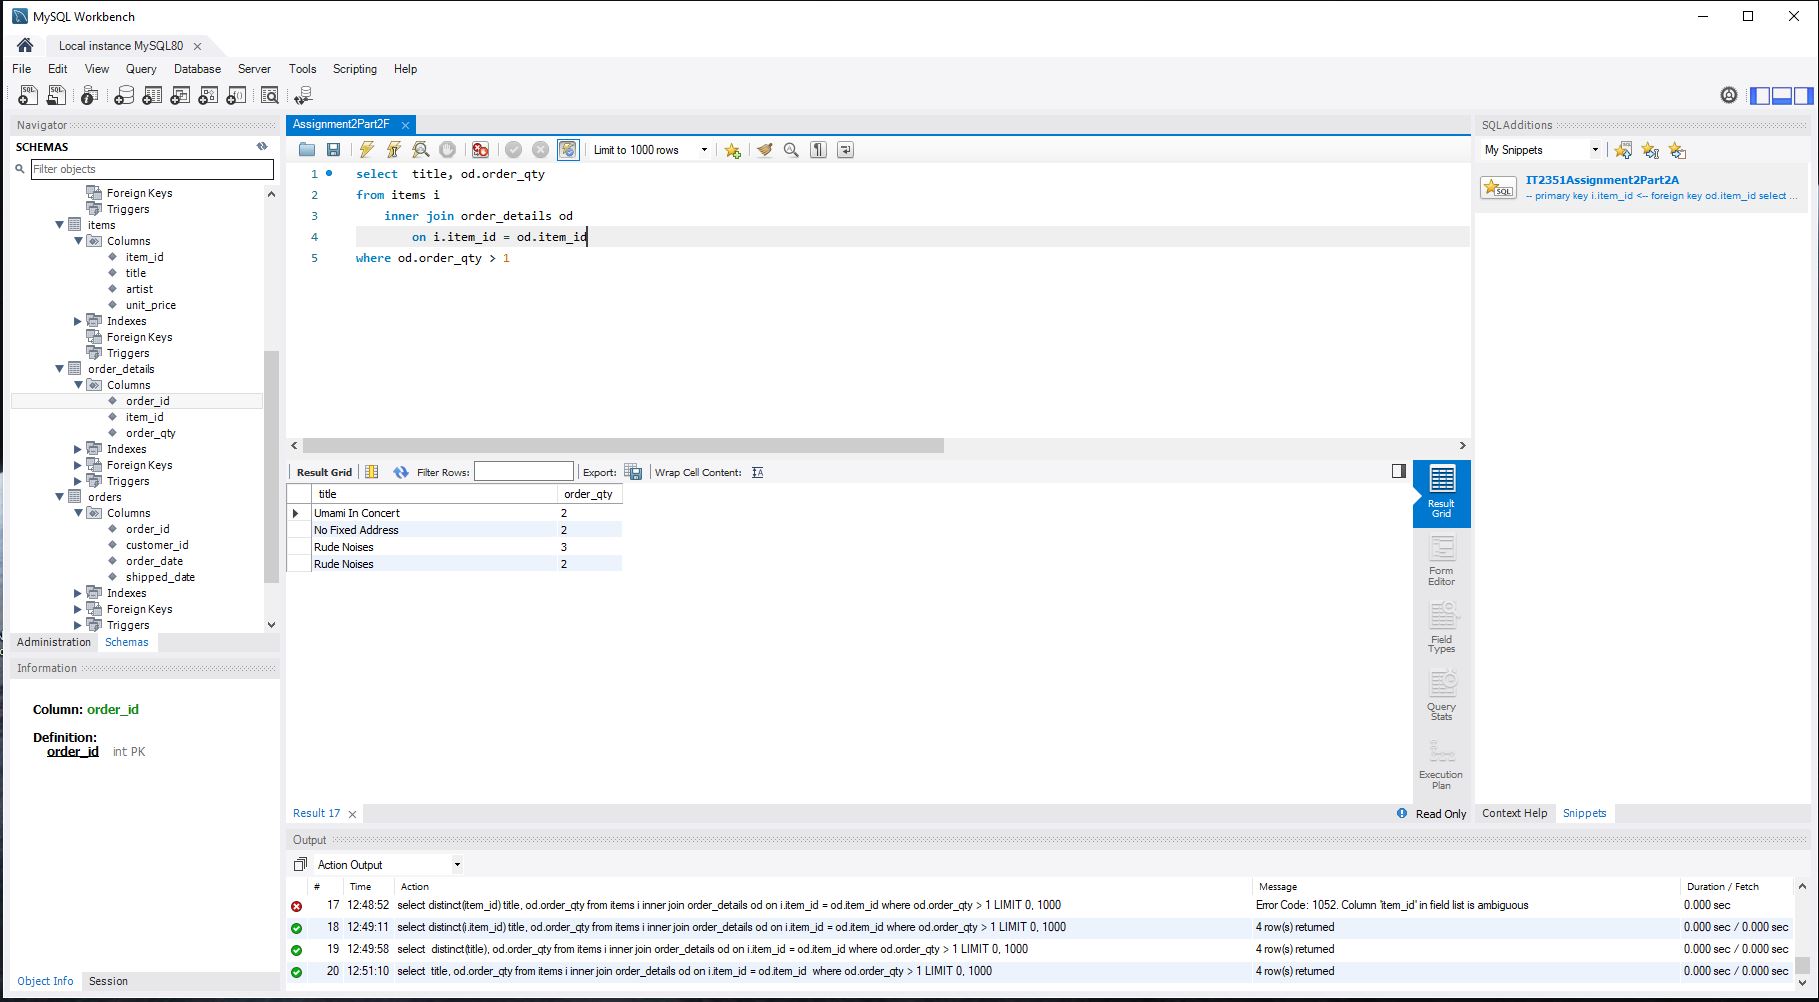 MySQL Workbench
Local instance MySQL80
File Edit View Query Database Server Tools Scripting Help
Navigator
SCHEMAS
Filter objects
Foreign Keys
Triggers
items
Columns
item_id
title
artist
unit_price
Indexes
Foreign Keys
Triggers
order_details
Columns
order_id
item_id
order_qty
Indexes
Foreign Keys
Triggers
orders
Columns
order_id
customer_id
order_date
shipped_date
Indexes
Foreign Keys
Triggers
Administration Schemas
Information
Column: order_id
Definition:
order_id int PK
Object Info Session
Assignment2Part2F
Limit to 1000 rows
1 select  title, od.order_qty
2 from items i
3     inner join order_details od
4         on i.item_id = od.item_id
5 where od.order_qty > 1
Result Grid Filter Rows: Export: Wrap Cell Content:
title order_qty
Umami In Concert 2
No Fixed Address 2
Rude Noises 3
Rude Noises 2
Result
Grid
Form
Editor
Field
Types
Query
Stats
Execution
Plan
Result 17
Read Only
SQLAdditions
My Snippets
SQL
IT2351Assignment2Part2A
-- primary key i.item_id <-- foreign key od.item_id select ...
Context Help Snippets
Output
Action Output
# Time Action Message Duration / Fetch
17 12:48:52 select distinct(item_id) title, od.order_qty from items i inner join order_details od on i.item_id = od.item_id where od.order_qty > 1 LIMIT 0, 1000 Error Code: 1052. Column 'item_id' in field list is ambiguous 0.000 sec
18 12:49:11 select distinct(i.item_id) title, od.order_qty from items i inner join order_details od on i.item_id = od.item_id where od.order_qty > 1 LIMIT 0, 1000 4 row(s) returned 0.000 sec / 0.000 sec
19 12:49:58 select  distinct(title), od.order_qty from items i inner join order_details od on i.item_id = od.item_id where od.order_qty > 1 LIMIT 0, 1000 4 row(s) returned 0.000 sec / 0.000 sec
20 12:51:10 select  title, od.order_qty from items i inner join order_details od on i.item_id = od.item_id  where od.order_qty > 1 LIMIT 0, 1000 4 row(s) returned 0.000 sec / 0.000 sec